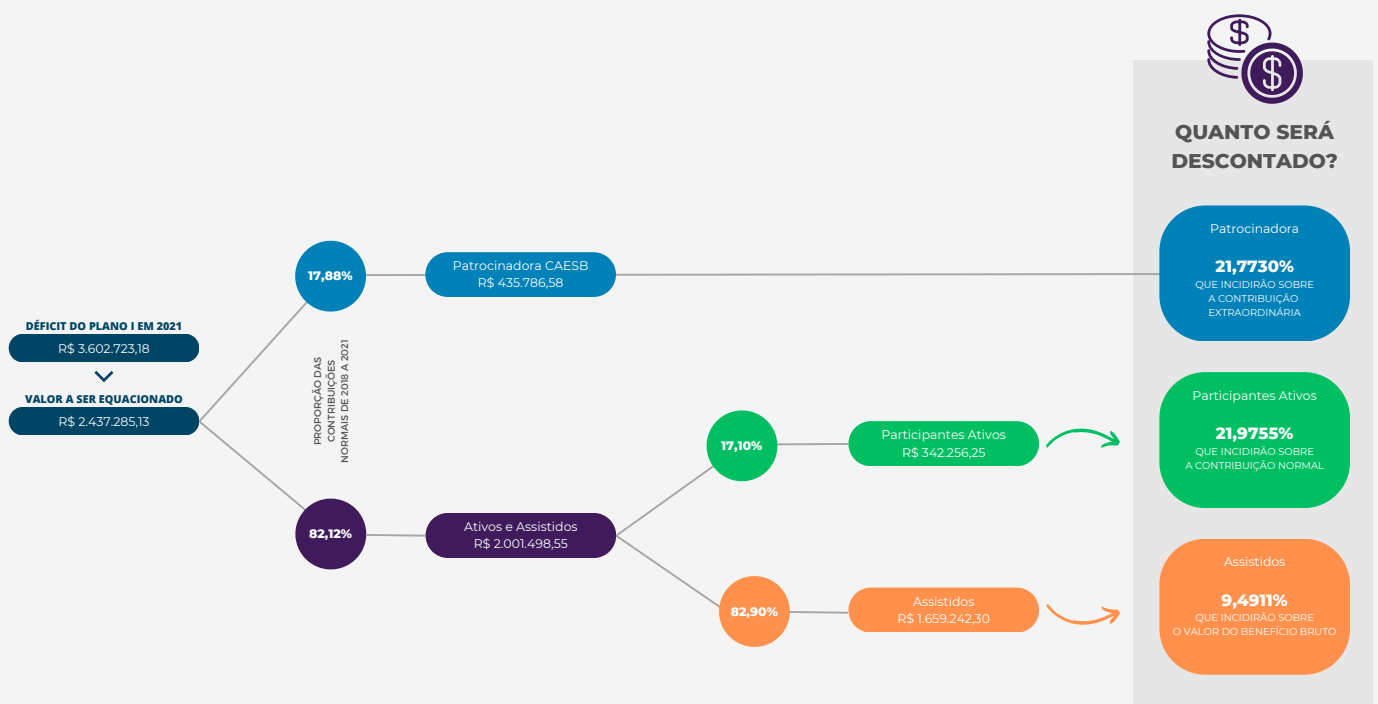 $
$
QUANTO SERÁ
DESCONTADO?
Patrocinadora
21,7730%
QUE INCIDIRÃO SOBRE
A CONTRIBUIÇÃO
EXTRAORDINÁRIA
17,88%
Patrocinadora CAESB
R$ 435.786,58
DÉFICIT DO PLANO I EM 2021
R$ 3.602.723,18
VALOR A SER EQUACIONADO
R$ 2.437.285,13
PROPORÇÃO DAS
CONTRIBUIÇÕES
NORMAIS DE 2018 A 2021
82,12%
Ativos e Assistidos
R$ 2.001.498,55
17,10%
Participantes Ativos
R$ 342.256,25
Participantes Ativos
21,9755%
QUE INCIDIRÃO SOBRE
A CONTRIBUIÇÃO NORMAL
82,90%
Assistidos
R$ 1.659.242,30
Assistidos
9,4911%
QUE INCIDIRÃO SOBRE
O VALOR DO BENEFÍCIO BRUTO